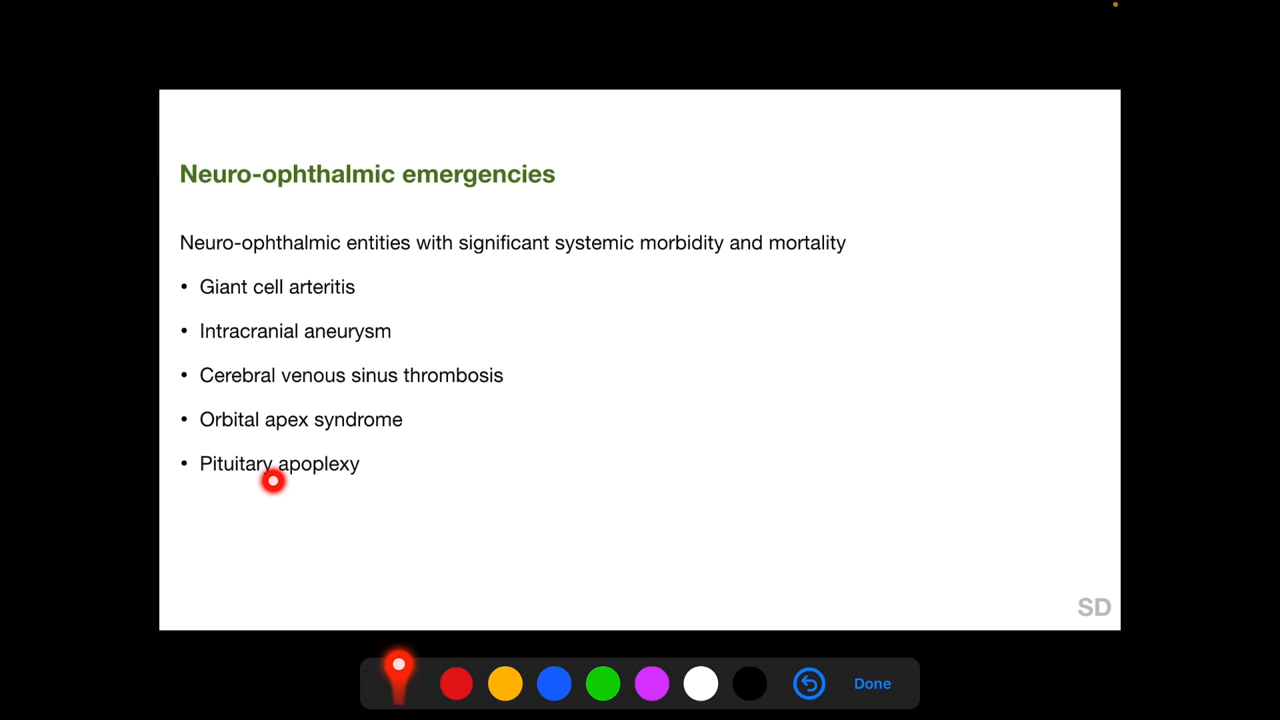 Neuro-ophthalmic emergencies
Neuro-ophthalmic entities with significant systemic morbidity and mortality
• Giant cell arteritis
• Intracranial aneurysm
• Cerebral venous sinus thrombosis
• Orbital apex syndrome
• Pituitary apoplexy
SD
Done